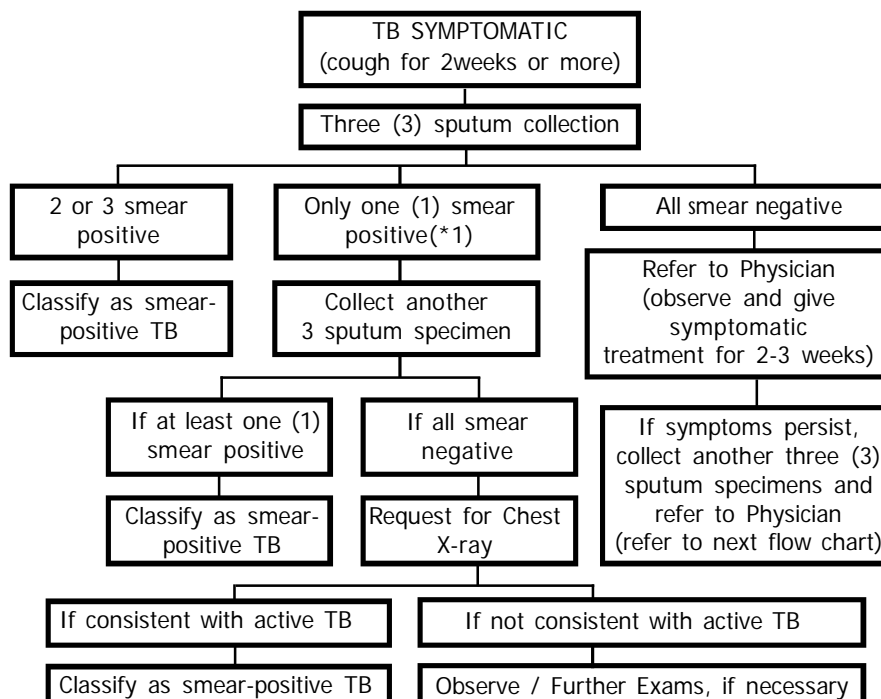 TB SYMPTOMATIC
(cough for 2weeks or more)
Three (3) sputum collection
2 or 3 smear
positive
Only one (1) smear
positive(*1)
All smear negative
Classify as smear-
positive TB
Collect another
3 sputum specimen
Refer to Physician
(observe and give
symptomatic
treatment for 2-3 weeks)
If at least one (1)
smear positive
If all smear
negative
If symptoms persist,
collect another three (3)
sputum specimens and
refer to Physician
(refer to next flow chart)
Classify as smear-
positive TB
Request for Chest
X-ray
If consistent with active TB
If not consistent with active TB
Classify as smear-positive TB
Observe / Further Exams, if necessary